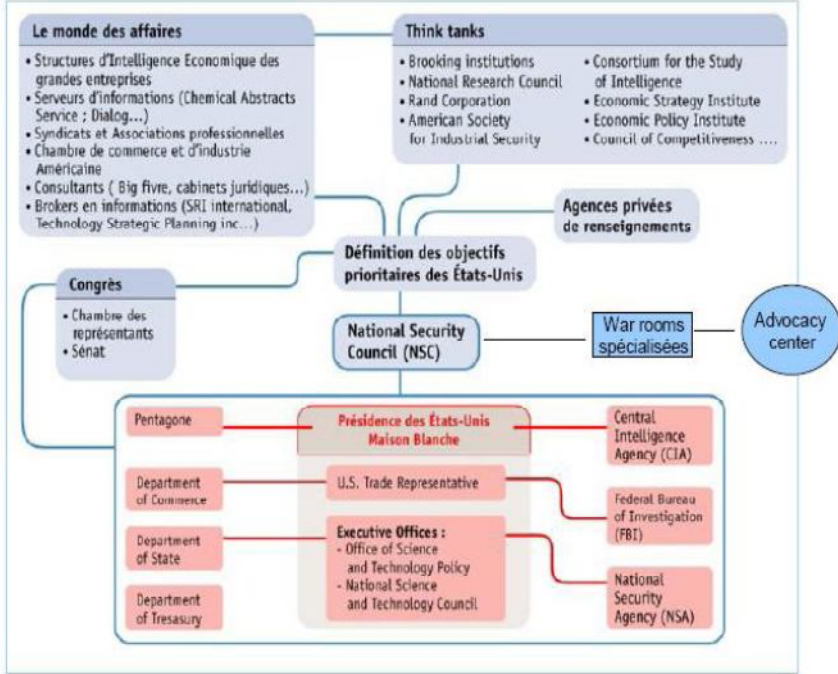 Le monde des affaires
• Structures d'Intelligence Economique des
grandes entreprises
• Serveurs d'informations (Chemical Abstracts
Service ; Dialog...)
• Syndicats et Associations professionnelles
• Chambre de commerce et d'industrie
Américaine
• Consultants ( Big fivre, cabinets juridiques...)
• Brokers en informations (SRI international,
Technology Strategic Planning inc...)
Think tanks
• Brooking institutions
• National Research Council
• Rand Corporation
• American Society
for Industrial Security
• Consortium for the Study
of Intelligence
• Economic Strategy Institute
• Economic Policy Institute
• Council of Competitiveness ....
Agences privées
de renseignements
Définition des objectifs
prioritaires des États-Unis
Congrès
• Chambre des
représentants
• Sénat
National Security
Council (NSC)
War rooms
spécialisées
Advocacy
center
Pentagone
Department
of Commerce
Department
of State
Department
of Tresasury
Présidence des États-Unis
Maison Blanche
U.S. Trade Representative
Executive Offices :
- Office of Science
and Technology Policy
- National Science
and Technology Council
Central
Intelligence
Agency (CIA)
Federal Bureau
of Investigation
(FBI)
National
Security
Agency (NSA)